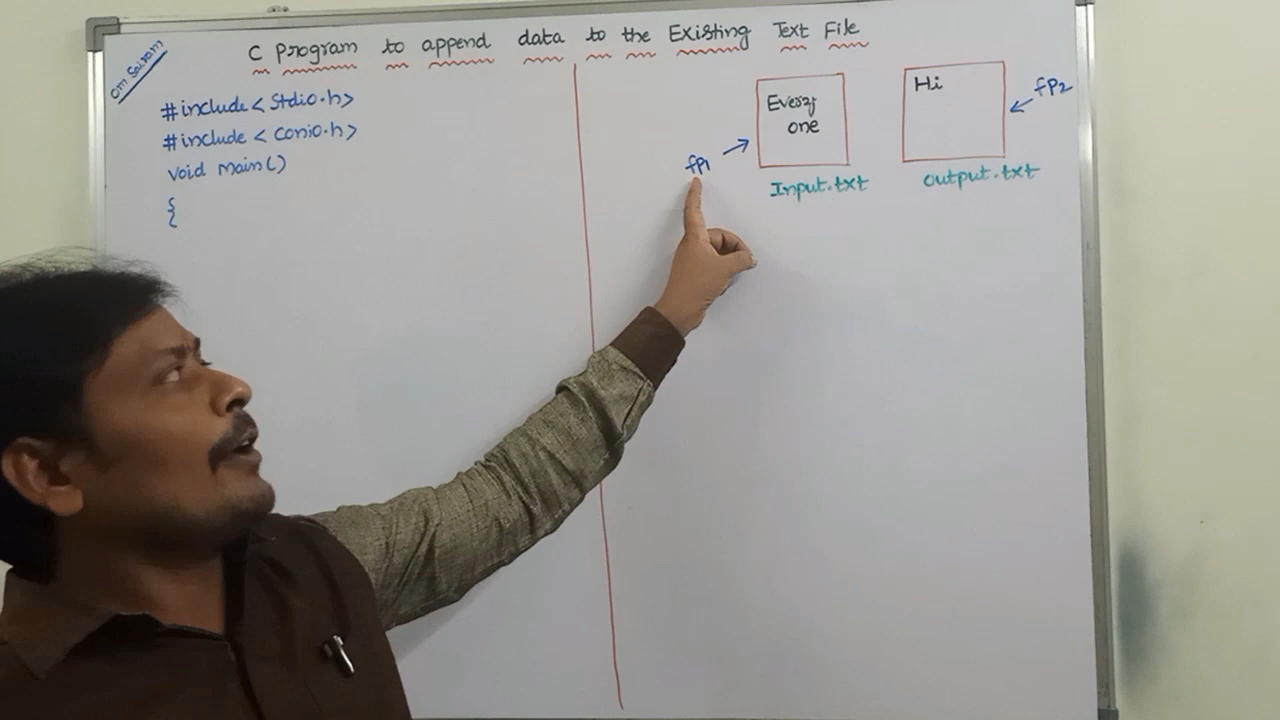 Om Sairam
C Program to append data to the Existing Text File
#include < Stdio.h>
#include < Conio.h>
void main()
{
fp1
Every
one
Input.txt
Hi
fp2
Output.txt